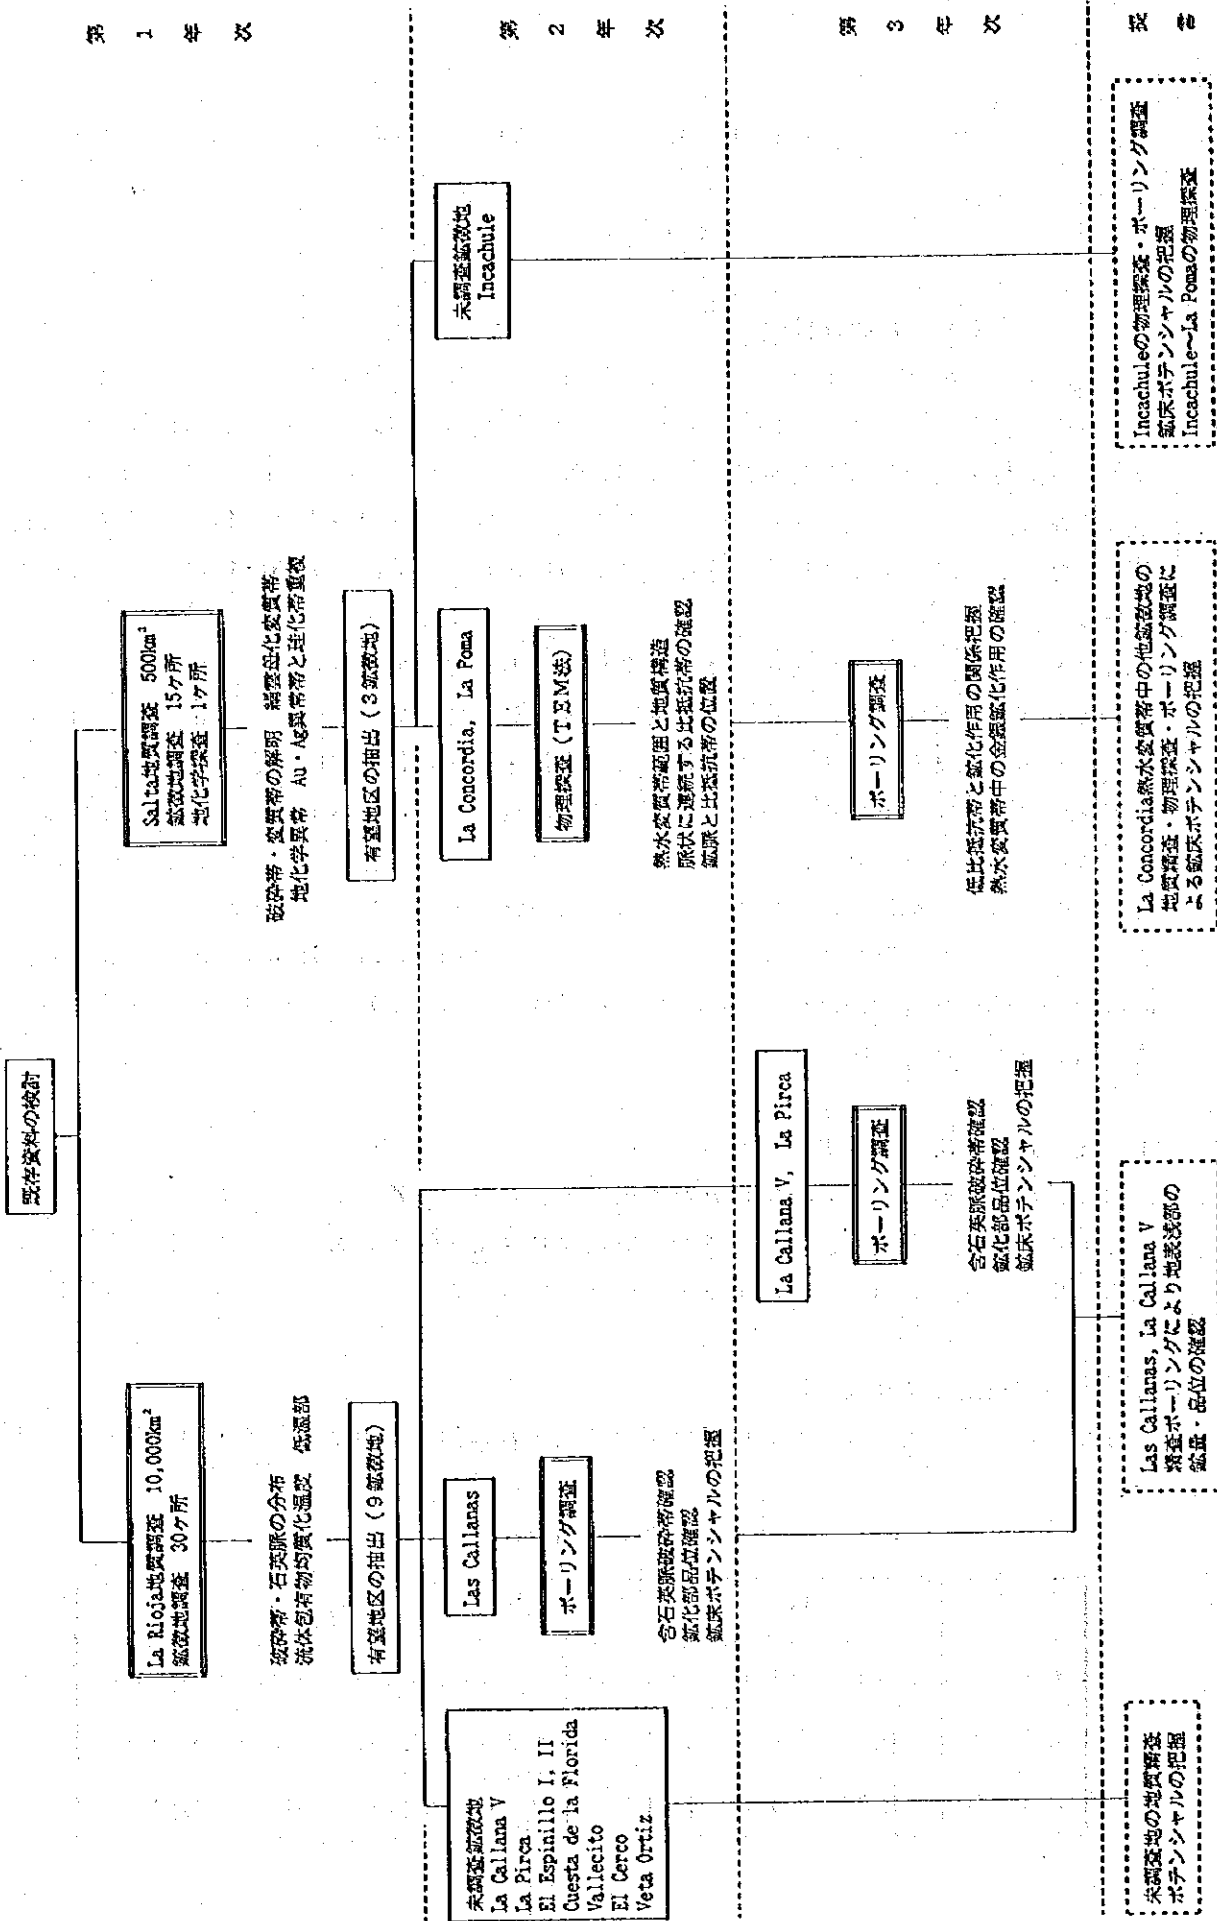 既存資料の検討
第1年次
La Rioja地質調査 10,000km²
鉱徴地調査 30ヶ所
破砕帯・石英脈の分布
流体包有物均質化温度 低温部
有望地区の抽出(9鉱徴地)
Salta地質調査 500km²
鉱徴地調査 15ヶ所
地化学探査 1ヶ所
破砕帯・変質帯の解明 絹雲母化変質帯
地化学異常 Au・Ag異常帯と珪化帯重複
有望地区の抽出(3鉱徴地)
第2年次
未調査鉱徴地
La Callana V
La Pirca
El Espinillo I, II
Cuesta de la Florida
Vallecito
El Cerco
Veta Ortiz
Las Callanas
ボーリング調査
含石英脈破砕帯確認
鉱化部品位確認
鉱床ポテンシャルの把握
La Concordia, La Poma
物理探査(TEM法)
熱水変質帯範囲と地質構造
脈状に連続する比抵抗帯の確認
鉱脈と比抵抗帯の位置
未調査鉱徴地
Incachule
第3年次
La Callana V, La Pirca
ボーリング調査
含石英脈破砕帯確認
鉱化部品位確認
鉱床ポテンシャルの把握
ボーリング調査
低比抵抗帯と鉱化作用の関係把握
熱水変質帯中の金銀鉱化作用の確認
提言
未調査地の地質精査
ポテンシャルの把握
Las Callanas, La Callana V
精査ボーリングにより地表浅部の
鉱量・品位の確認
La Concordia熱水変質帯中の他鉱徴地の
地質精査・物理探査・ボーリング調査に
よる鉱床ポテンシャルの把握
Incachuleの物理探査・ボーリング調査
鉱床ポテンシャルの把握
Incachule~La Pomaの物理探査